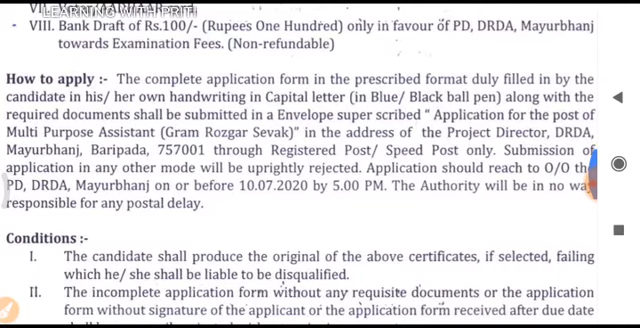 LEARNING WITH PRITI
VIII. Bank Draft of Rs.100/- (Rupees One Hundred) only in favour of PD, DRDA, Mayurbhanj
towards Examination Fees. (Non-refundable)
How to apply :- The complete application form in the prescribed format duly filled in by the
candidate in his/ her own handwriting in Capital letter (in Blue/ Black ball pen) along with the
required documents shall be submitted in a Envelope super scribed " Application for the post of
Multi Purpose Assistant (Gram Rozgar Sevak)" in the address of the Project Director, DRDA,
Mayurbhanj, Baripada, 757001 through Registered Post/ Speed Post only. Submission of
application in any other mode will be uprightly rejected. Application should reach to O/O the
PD, DRDA, Mayurbhanj on or before 10.07.2020 by 5.00 PM. The Authority will be in no way
responsible for any postal delay.
Conditions :-
I. The candidate shall produce the original of the above certificates, if selected, failing
which he/ she shall be liable to be disqualified.
II. The incomplete application form without any requisite documents or the application
form without signature of the applicant or the application form received after due date